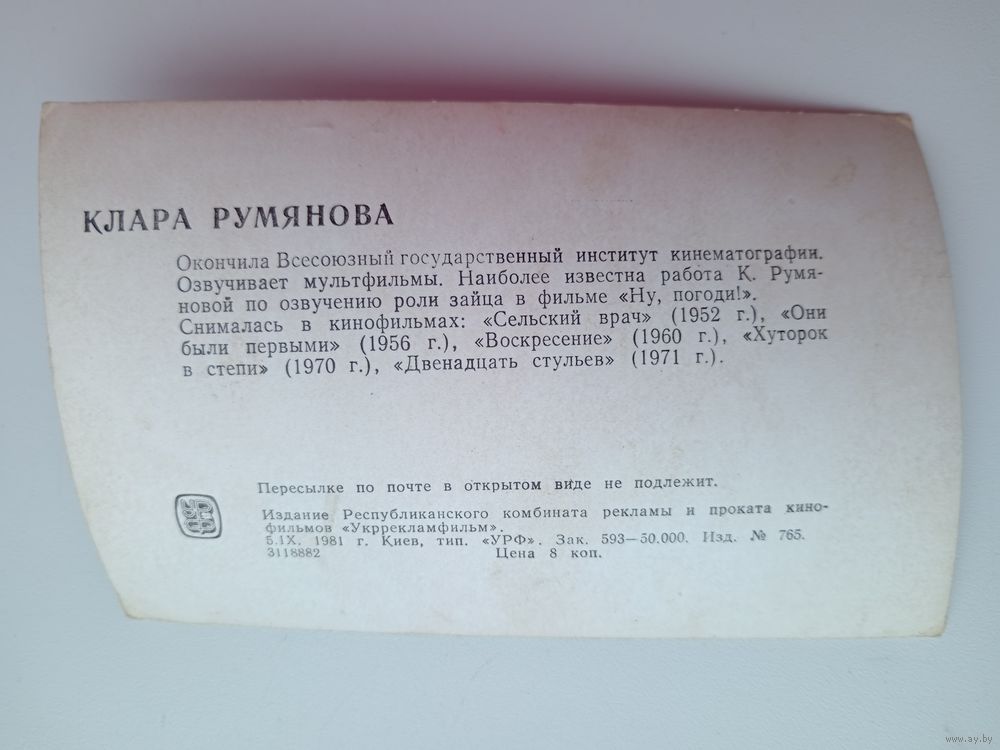 КЛАРА РУМЯНОВА
Окончила Всесоюзный государственный институт кинематографии.
Озвучивает мультфильмы. Наиболее известна работа К. Румя-
новой по озвучению роли зайца в фильме «Ну, погоди!».
Снималась в кинофильмах: «Сельский врач» (1952 г.), «Они
были первыми» (1956 г.), «Воскресение» (1960 г.), «Хуторок
в степи» (1970 г.), «Двенадцать стульев» (1971 г.).
Пересылке по почте в открытом виде не подлежит.
Издание Республиканского комбината рекламы и проката кино-
фильмов «Укррекламфильм».
5.IX. 1981 г. Киев, тип. «УРФ». Зак. 593—50.000. Изд. № 765.
3118882 Цена 8 коп.
www.ay.by